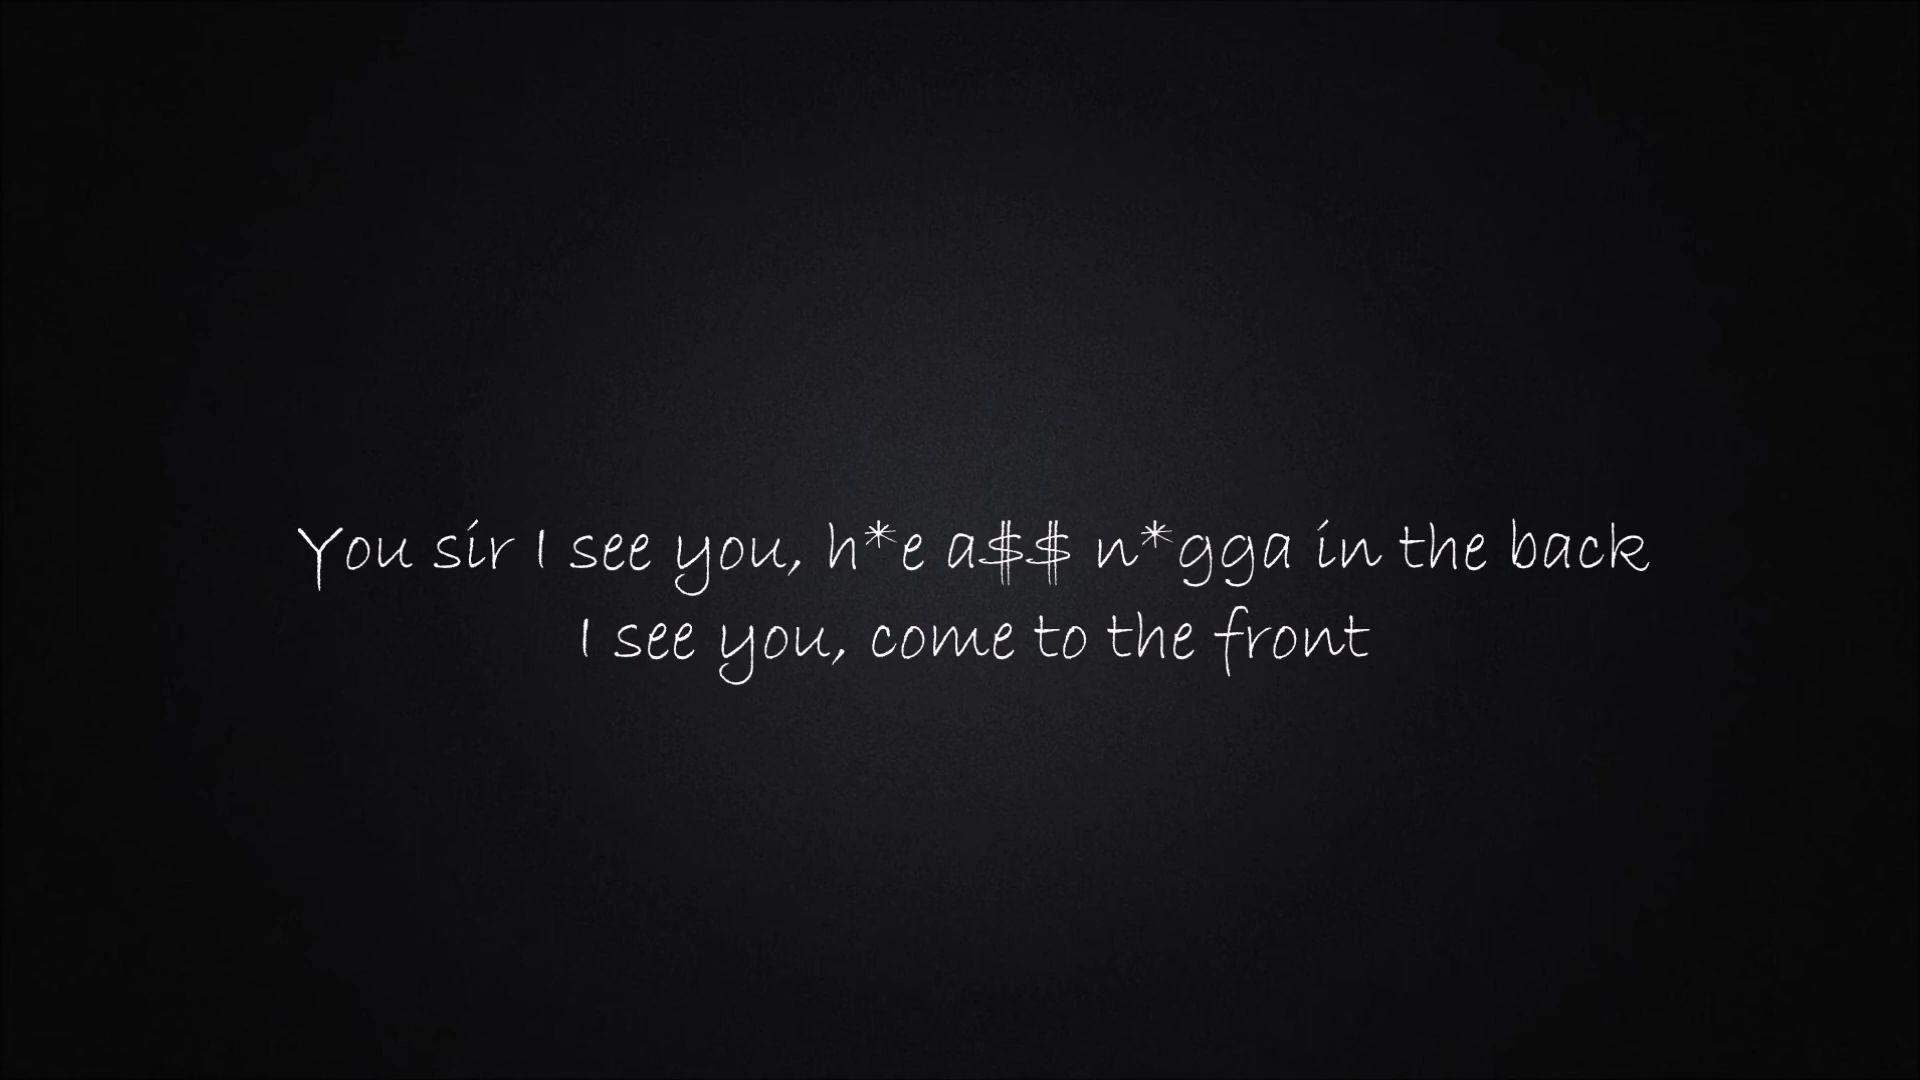 You sir I see you, h*e a$$ n*gga in the back
I see you, come to the front